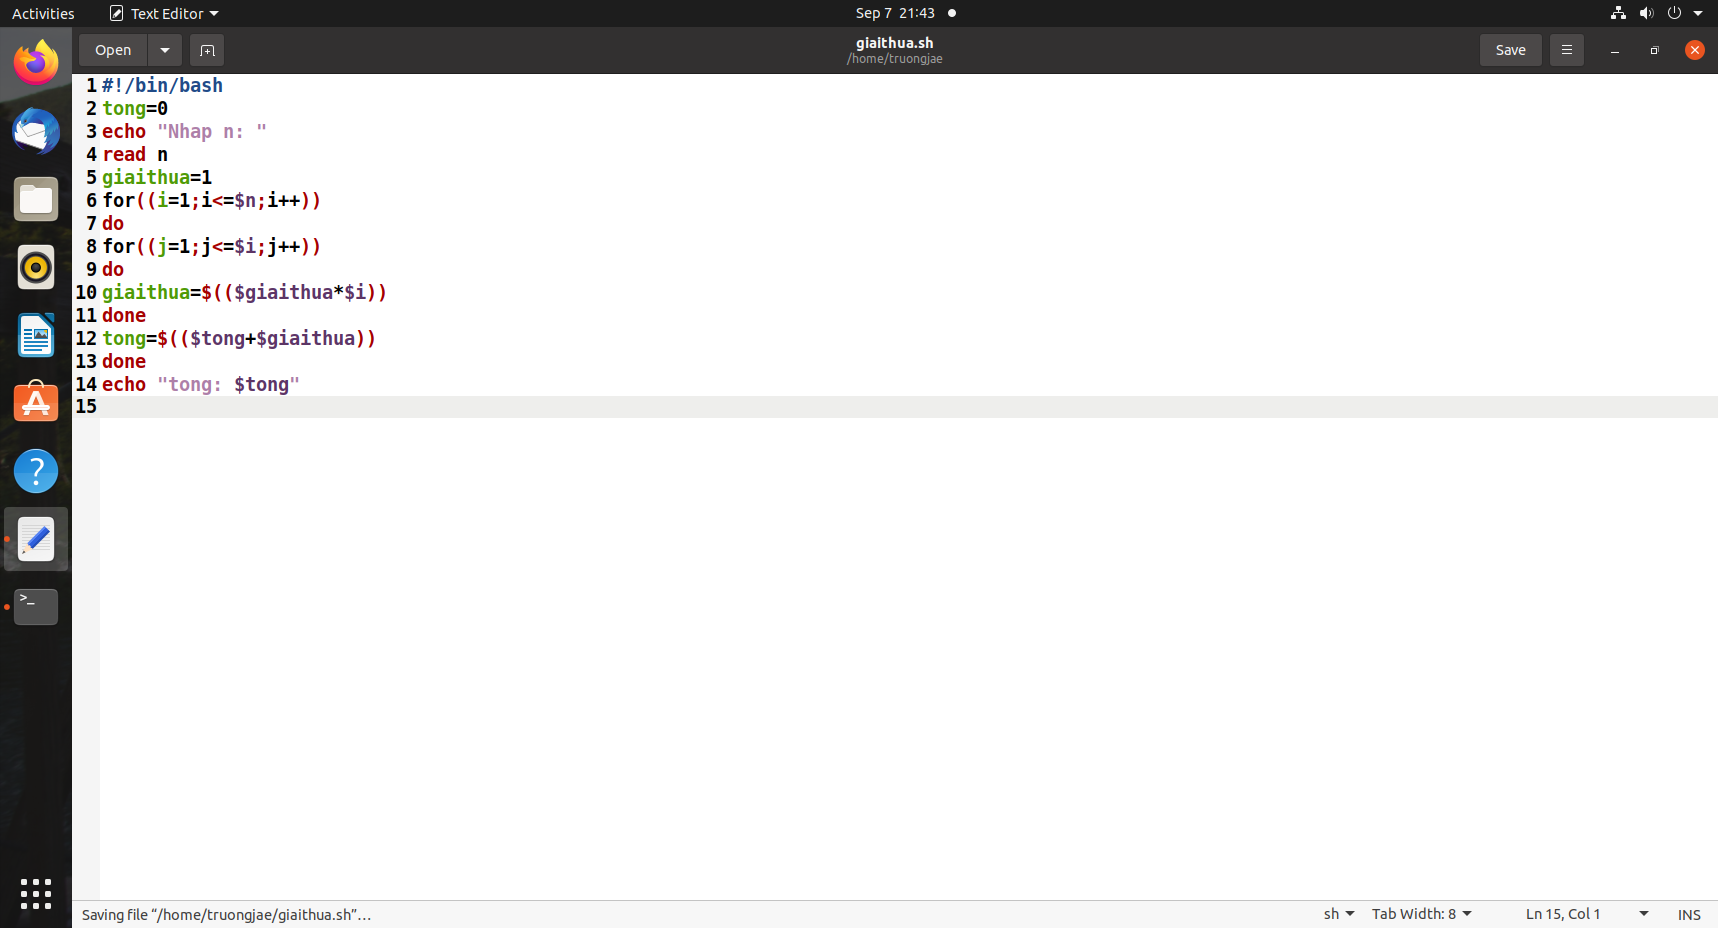 Activities
Text Editor
Sep 7 21:43
Open
giaithua.sh
/home/truongjae
Save
1 #!/bin/bash
2 tong=0
3 echo "Nhap n: "
4 read n
5 giaithua=1
6 for((i=1;i<=$n;i++))
7 do
8 for((j=1;j<=$i;j++))
9 do
10 giaithua=$(($giaithua*$i))
11 done
12 tong=$(($tong+$giaithua))
13 done
14 echo "tong: $tong"
15
Saving file “/home/truongjae/giaithua.sh”…
sh
Tab Width: 8
Ln 15, Col 1
INS